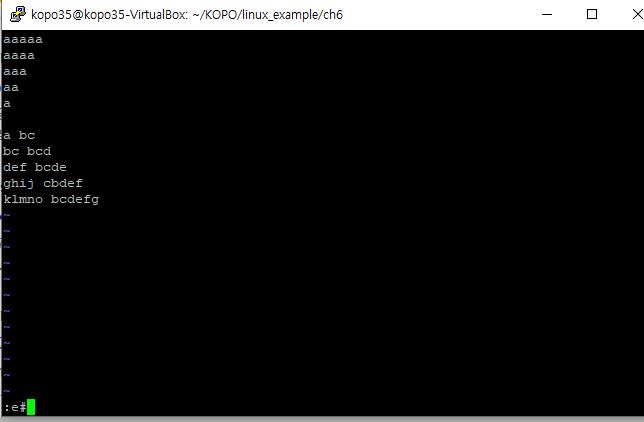 kopo35@kopo35-VirtualBox: ~/KOPO/linux_example/ch6
aaaaa
aaaa
aaa
aa
a
a bc
bc bcd
def bcde
ghij cbdef
klmno bcdefg
~
~
~
~
~
~
~
~
~
~
~
~
:e#